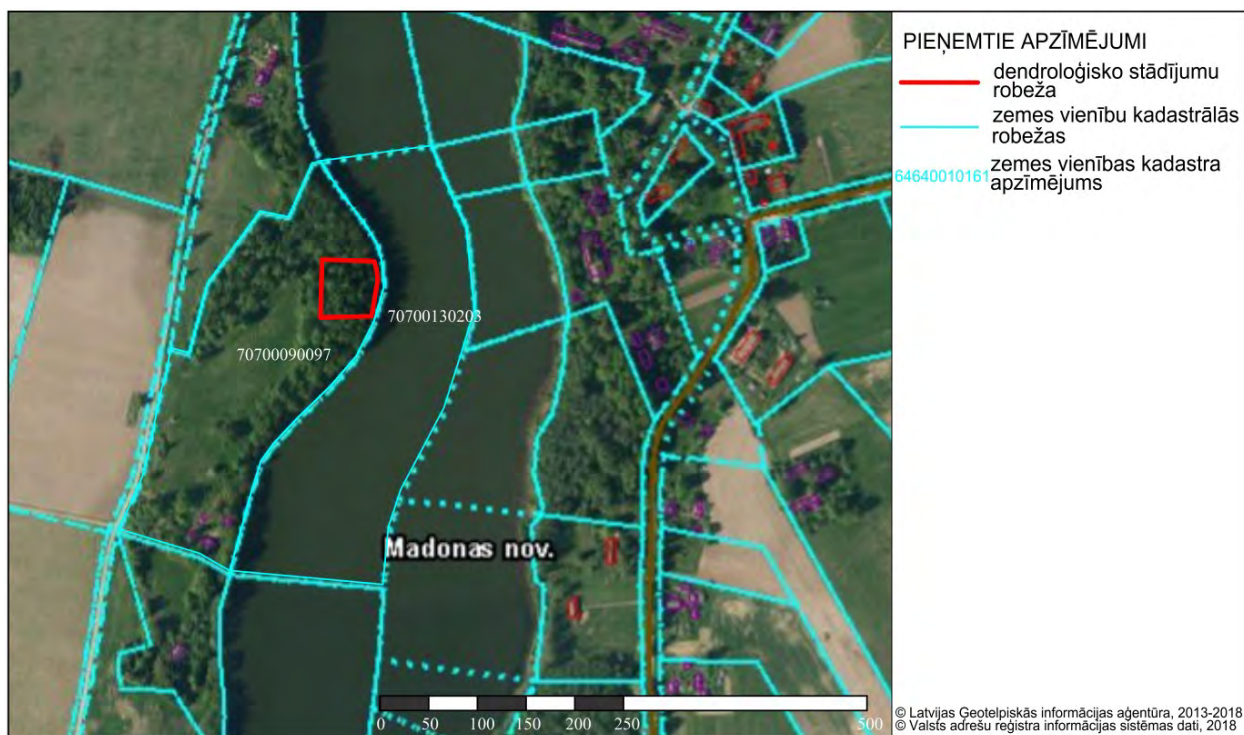 PIEŅEMTIE APZĪMĒJUMI
dendroloģisko stādījumu
robeža
zemes vienību kadastrālās
robežas
64640010161 zemes vienības kadastra
apzīmējums
70700130203
70700090097
Madonas nov.
0 50 100 150 200 250 500
© Latvijas Ģeotelpiskās informācijas aģentūra, 2013-2018
© Valsts adrešu reģistra informācijas sistēmas dati, 2018